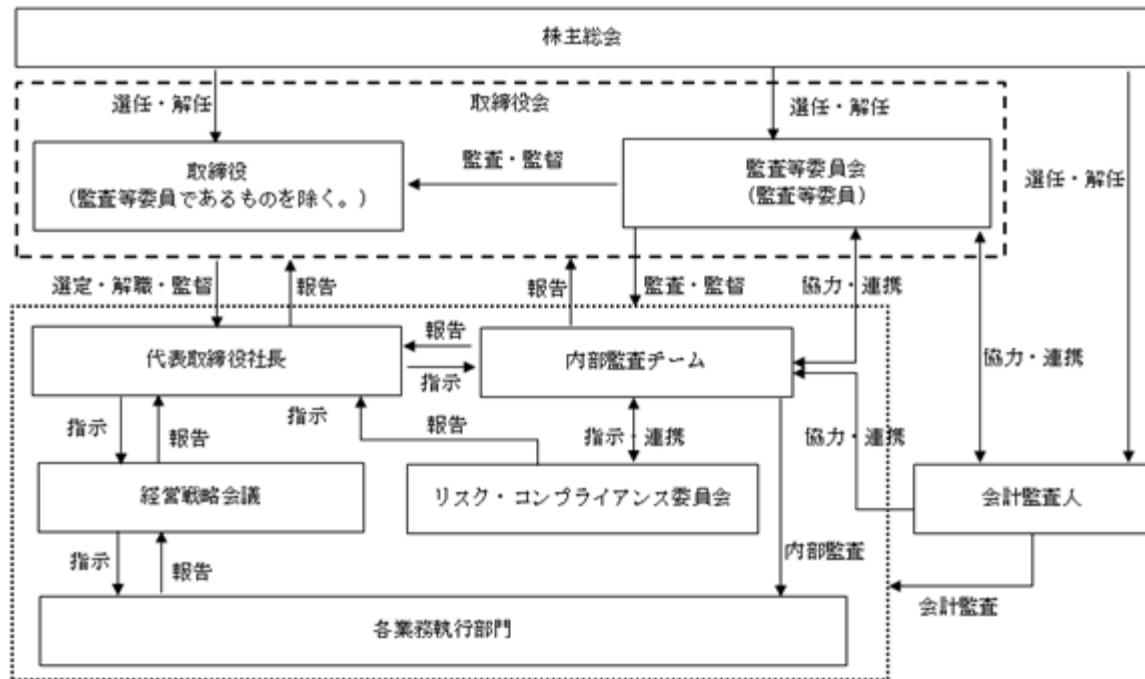 株主総会
選任・解任
取締役会
選任・解任
取締役
（監査等委員であるものを除く。）
監査・監督
監査等委員会
（監査等委員）
選任・解任
選定・解職・監督
報告
報告
監査・監督
協力・連携
代表取締役社長
報告
指示
内部監査チーム
協力・連携
指示
報告
指示
報告
指示・連携
協力・連携
経営戦略会議
リスク・コンプライアンス委員会
会計監査人
指示
報告
内部監査
会計監査
各業務執行部門